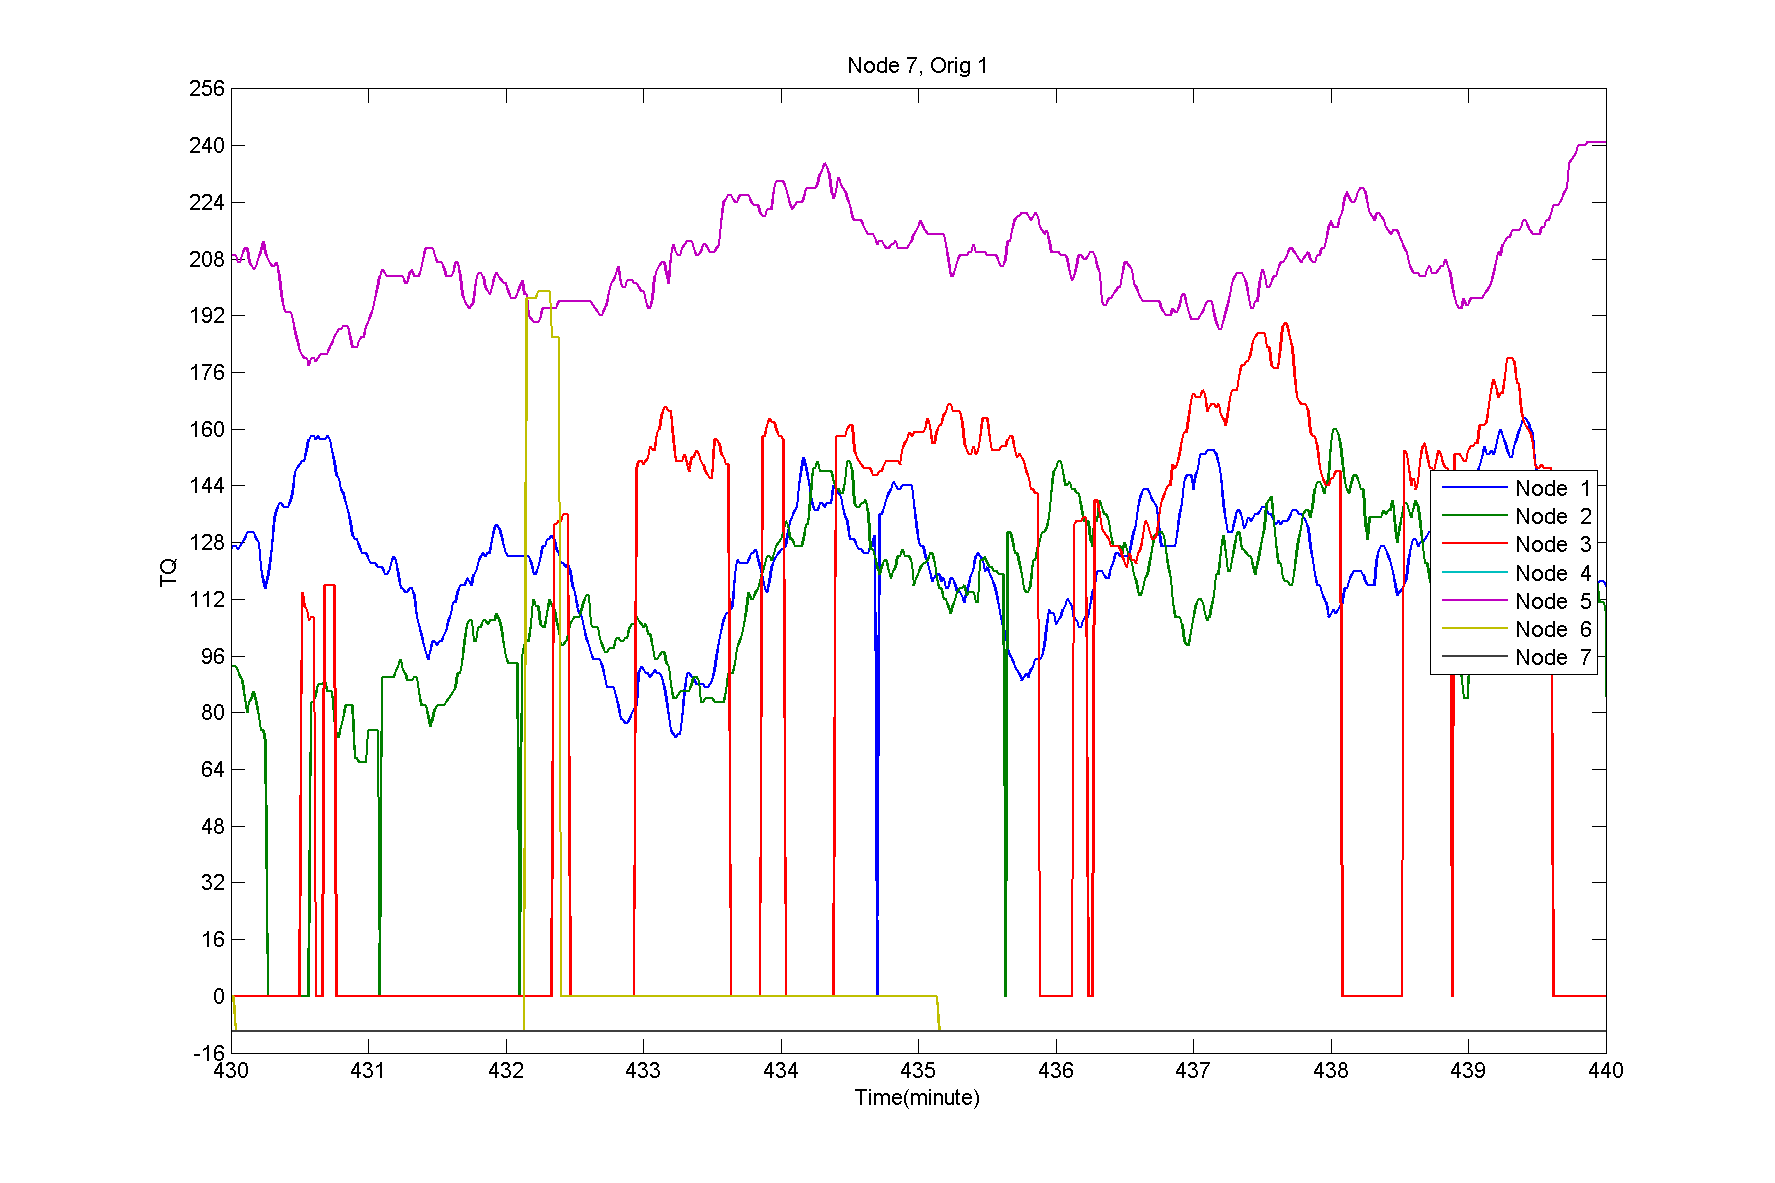 Node 7, Orig 1
256
240
224
208
192
176
160
144
128
112
96
80
64
48
32
16
0
-16
TQ
Node 1
Node 2
Node 3
Node 4
Node 5
Node 6
Node 7
430 431 432 433 434 435 436 437 438 439 440
Time(minute)